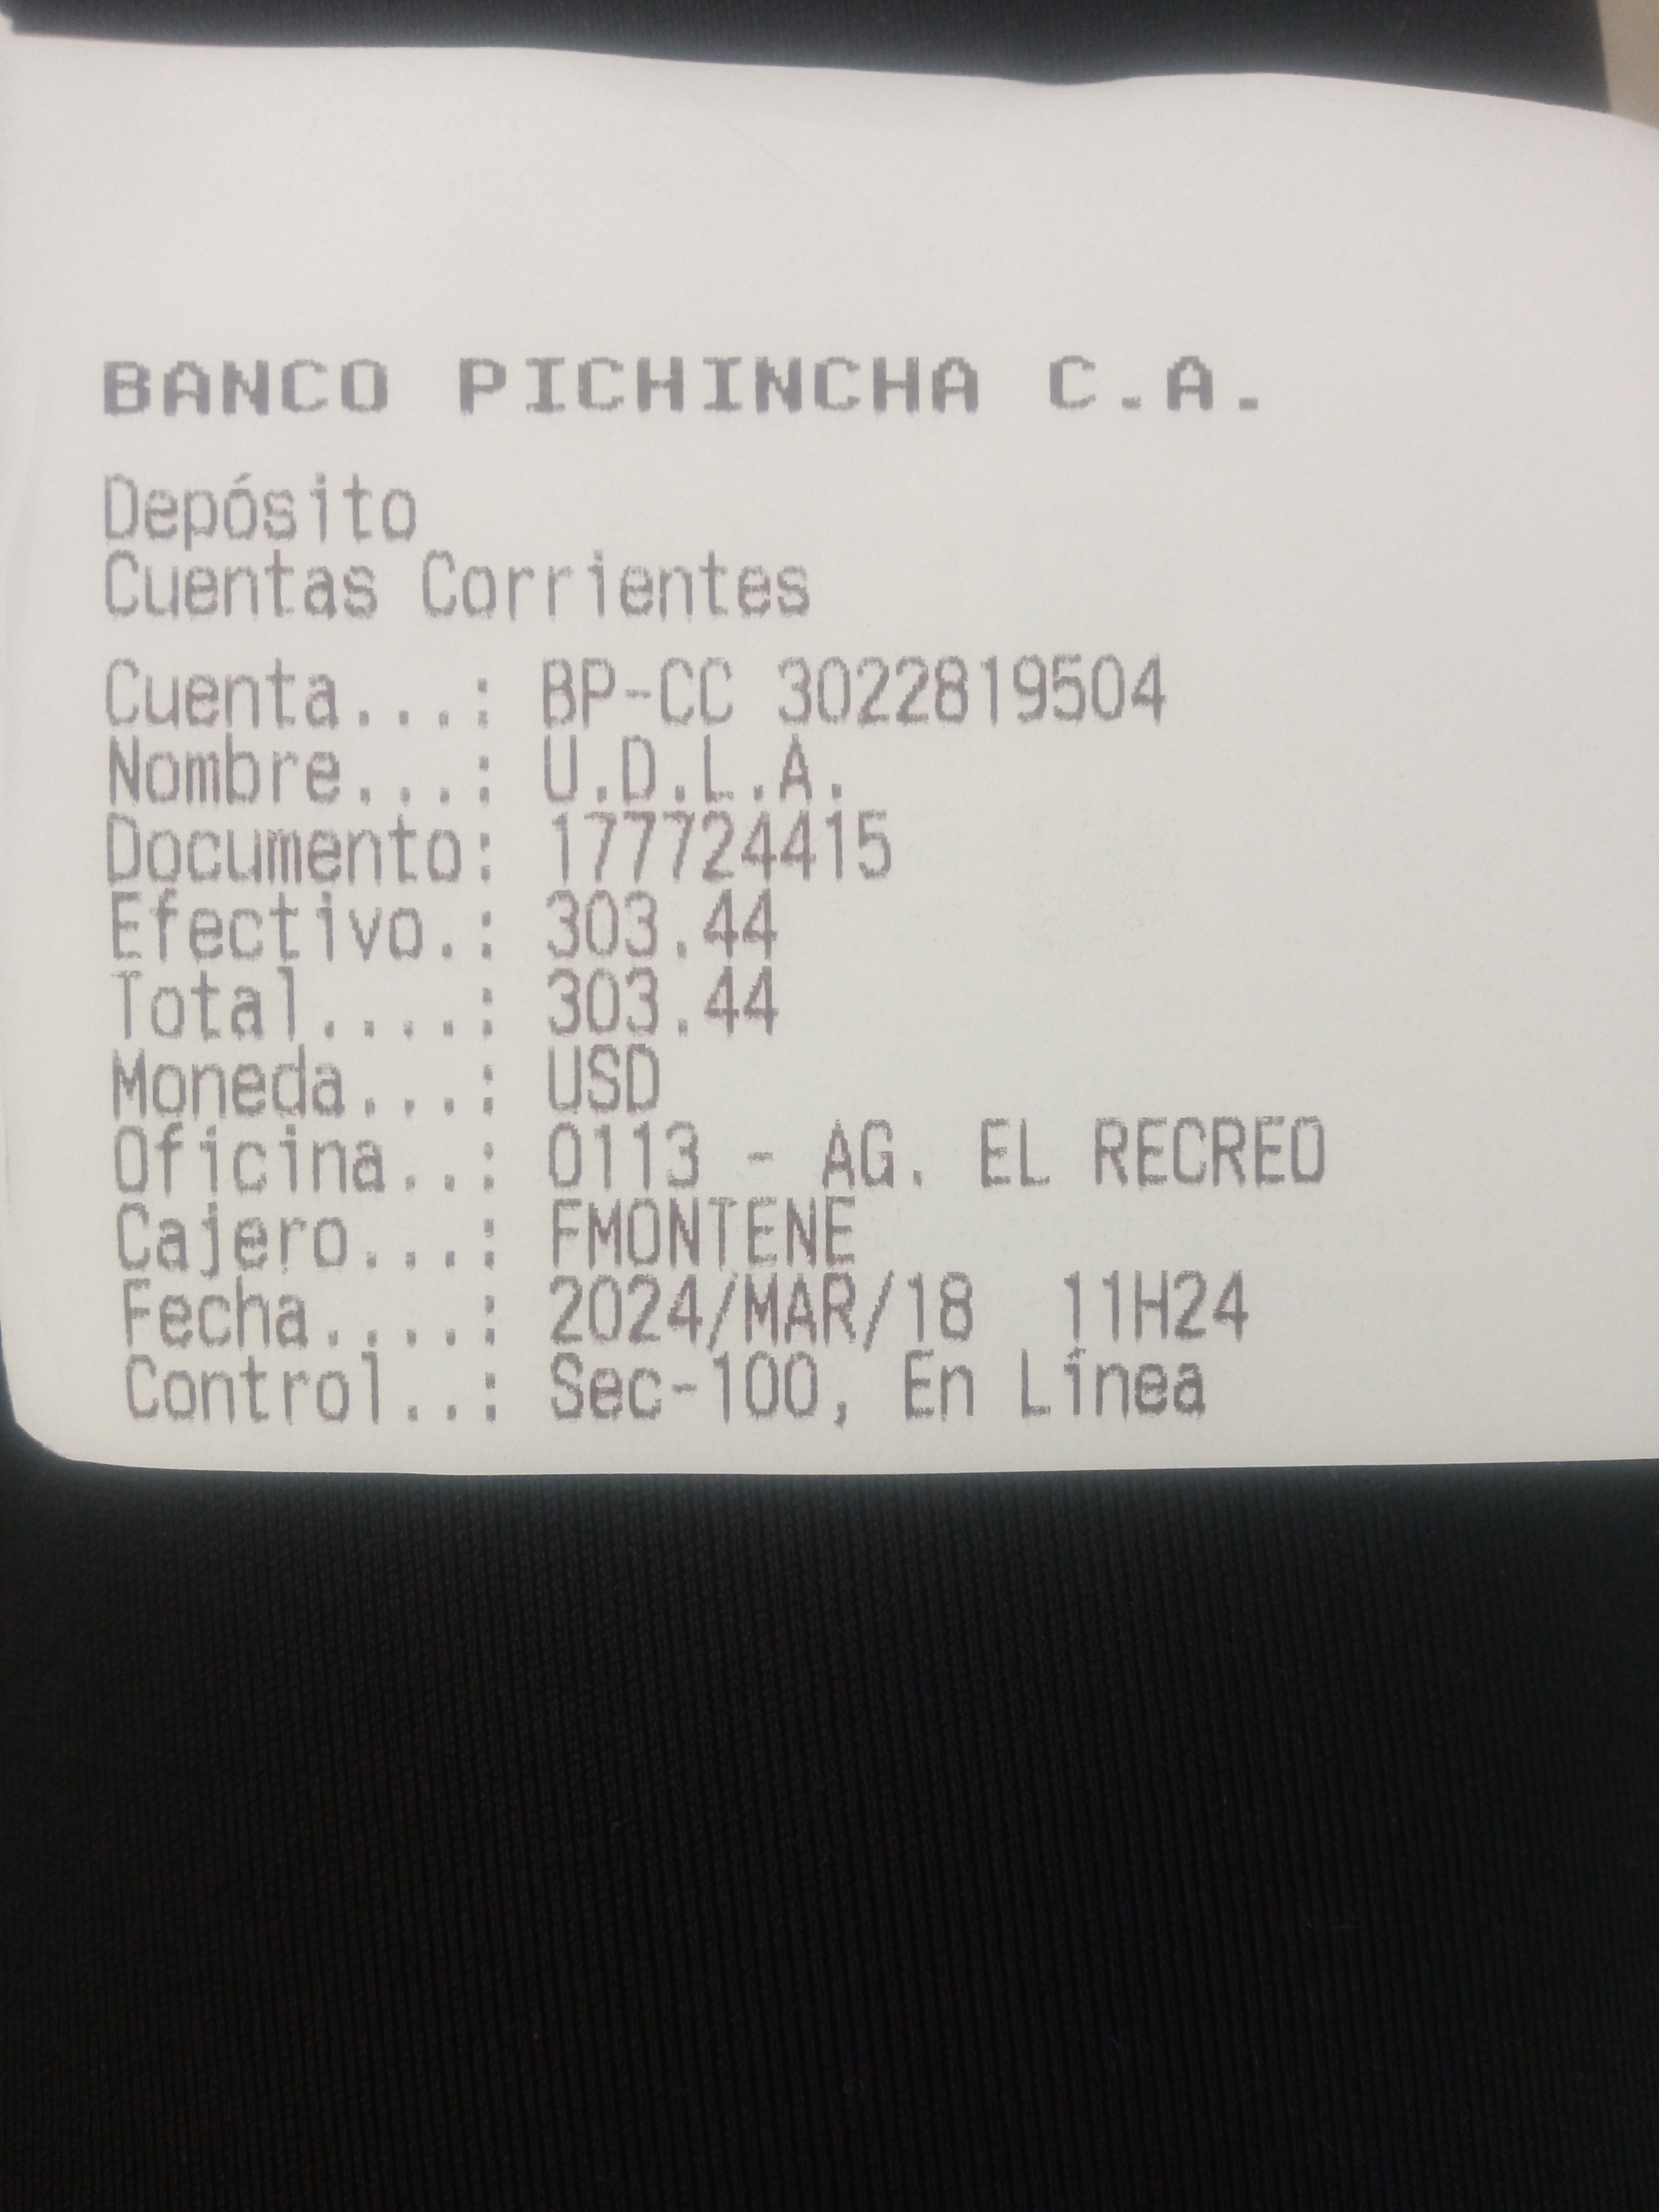 BANCO PICHINCHA C.A.
Depósito
Cuentas Corrientes
Cuenta...: BP-CC 3022819504
Nombre...: U.D.L.A.
Documento: 177724415
Efectivo.: 303.44
Total....: 303.44
Moneda...: USD
Oficina..: 0113 - AG. EL RECREO
Cajero...: FMONTENE
Fecha....: 2024/MAR/18 11H24
Control..: Sec-100, En Línea